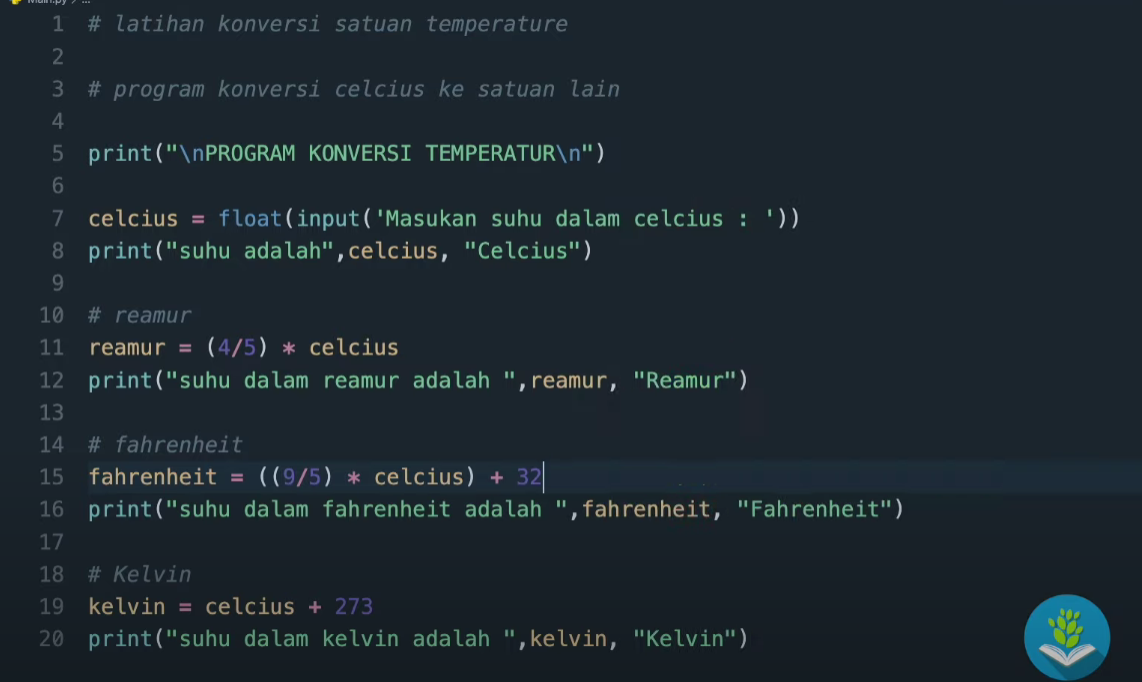 Main.py > ...
1 # latihan konversi satuan temperature
2
3 # program konversi celcius ke satuan lain
4
5 print("\nPROGRAM KONVERSI TEMPERATUR\n")
6
7 celcius = float(input('Masukan suhu dalam celcius : '))
8 print("suhu adalah",celcius, "Celcius")
9
10 # reamur
11 reamur = (4/5) * celcius
12 print("suhu dalam reamur adalah ",reamur, "Reamur")
13
14 # fahrenheit
15 fahrenheit = ((9/5) * celcius) + 32
16 print("suhu dalam fahrenheit adalah ",fahrenheit, "Fahrenheit")
17
18 # Kelvin
19 kelvin = celcius + 273
20 print("suhu dalam kelvin adalah ",kelvin, "Kelvin")